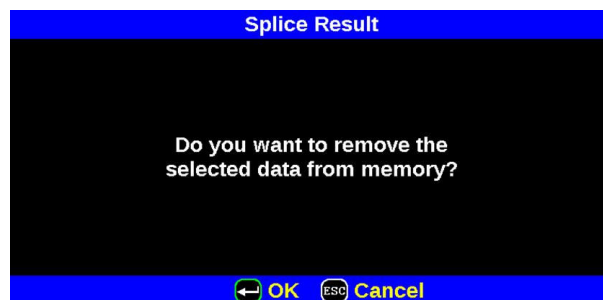 Splice Result
Do you want to remove the
selected data from memory?
OK ESC Cancel